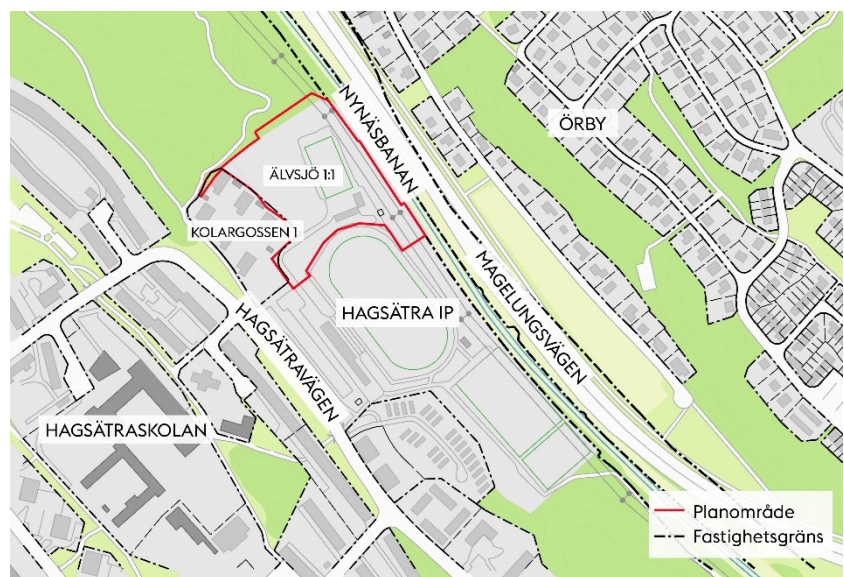 NYNÄSBANAN
ÖRBY
ÄLVSJÖ 1:1
KOLARGOSSEN 1
MAGELUNGSVÄGEN
HAGSÄTRA IP
HAGSÄTRAVÄGEN
HAGSÄTRASKOLAN
Planområde
Fastighetsgräns